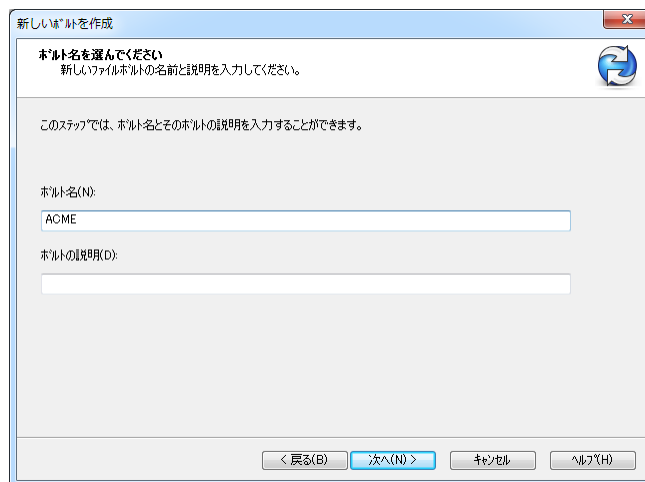 新しいボルトを作成
ボルト名を選んでください
新しいファイルボルトの名前と説明を入力してください。
このステップでは、ボルト名とそのボルトの説明を入力することができます。
ボルト名(N):
ACME
ボルトの説明(D):
< 戻る(B) 次へ(N) > キャンセル ヘルプ(H)